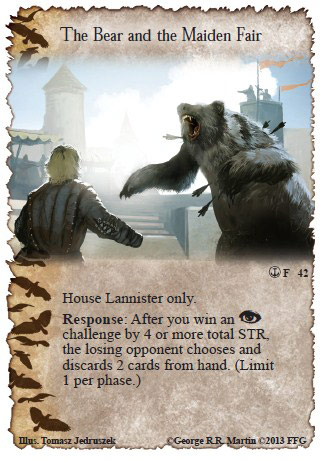 The Bear and the Maiden Fair
F 42
House Lannister only.
Response: After you win an
challenge by 4 or more total STR,
the losing opponent chooses and
discards 2 cards from hand. (Limit
1 per phase.)
Illus. Tomasz Jedruszek ©George R.R. Martin ©2013 FFG